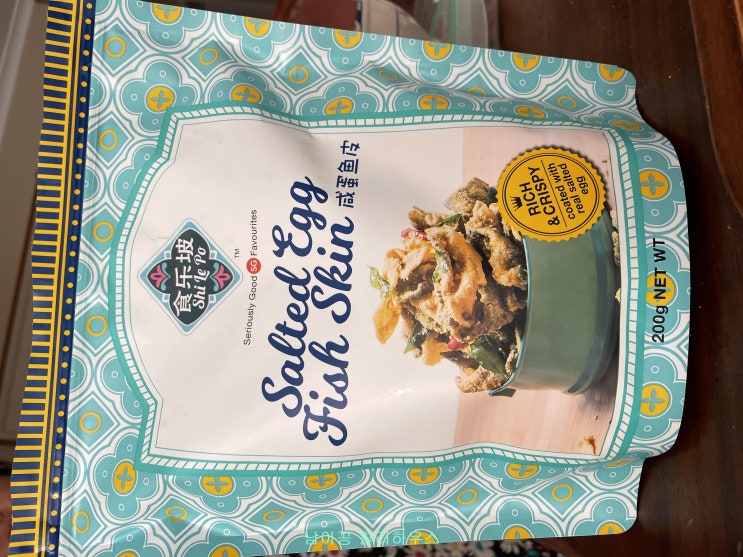 食乐坡
Shi Le Po
TM
Seriously Good SG Favourites
Salted Egg
Fish Skin
咸蛋鱼皮
RICH
&CRISPY
coated with
real salted
egg
200g NET WT